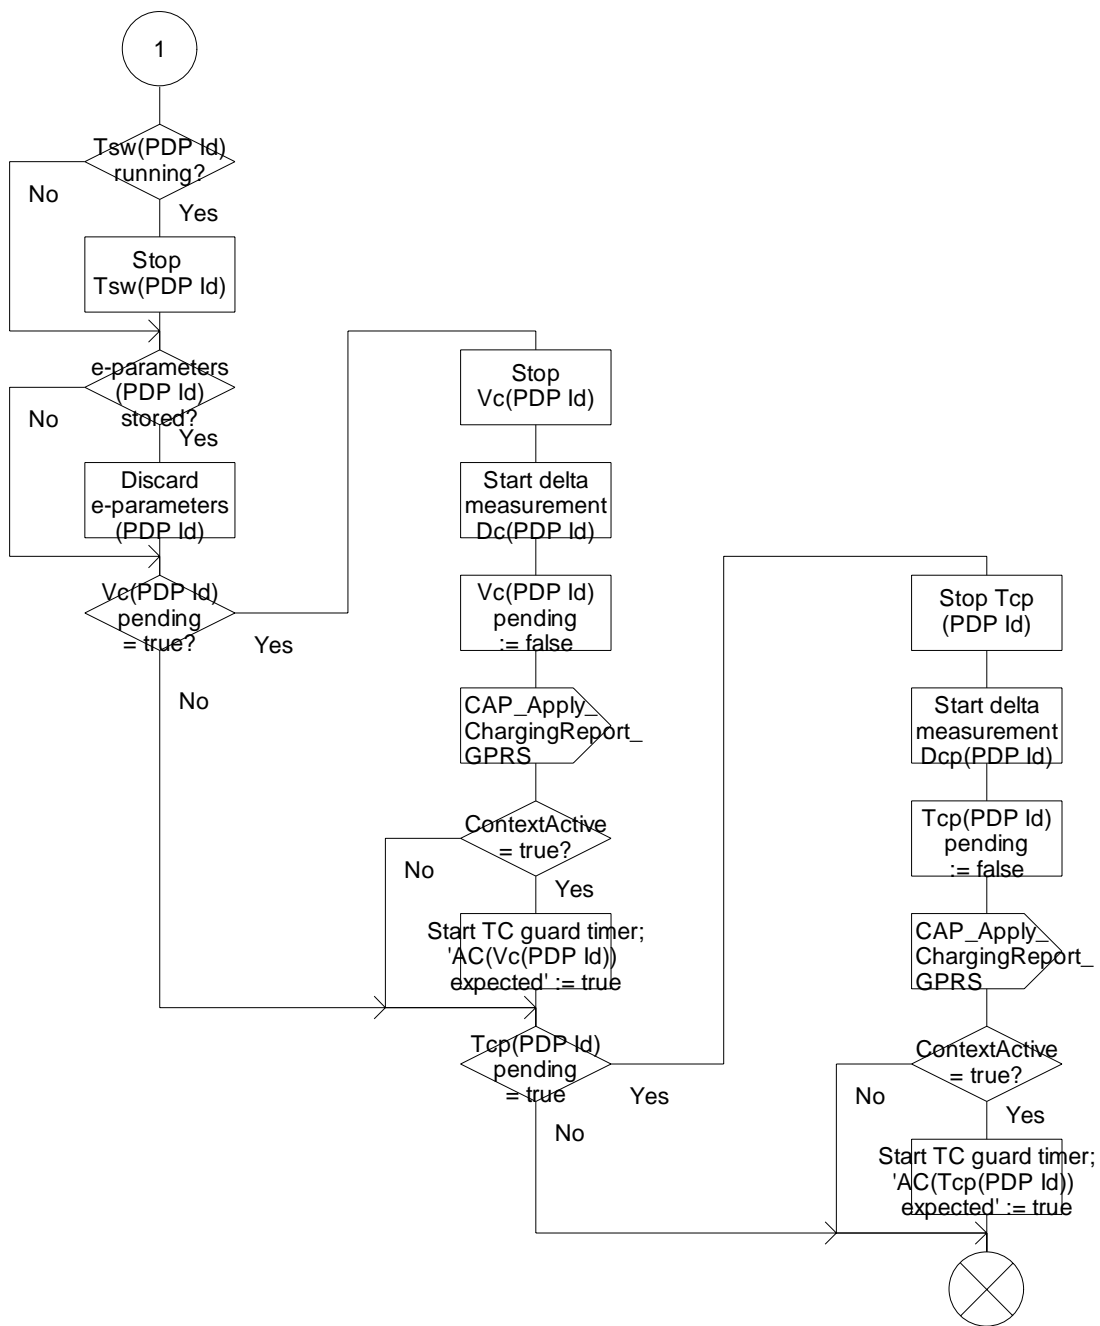 1
Tsw(PDP Id)
running?
No
Yes
Stop
Tsw(PDP Id)
e-parameters
(PDP Id)
stored?
No
Yes
Discard
e-parameters
(PDP Id)
Vc(PDP Id)
pending
= true?
Yes
No
Stop
Vc(PDP Id)
Start delta
measurement
Dc(PDP Id)
Vc(PDP Id)
pending
:= false
CAP_Apply_
ChargingReport_
GPRS
ContextActive
= true?
No
Yes
Start TC guard timer;
'AC(Vc(PDP Id))
expected' := true
Tcp(PDP Id)
pending
= true
Yes
No
Stop Tcp
(PDP Id)
Start delta
measurement
Dcp(PDP Id)
Tcp(PDP Id)
pending
:= false
CAP_Apply_
ChargingReport_
GPRS
ContextActive
= true?
No
Yes
Start TC guard timer;
'AC(Tcp(PDP Id))
expected' := true